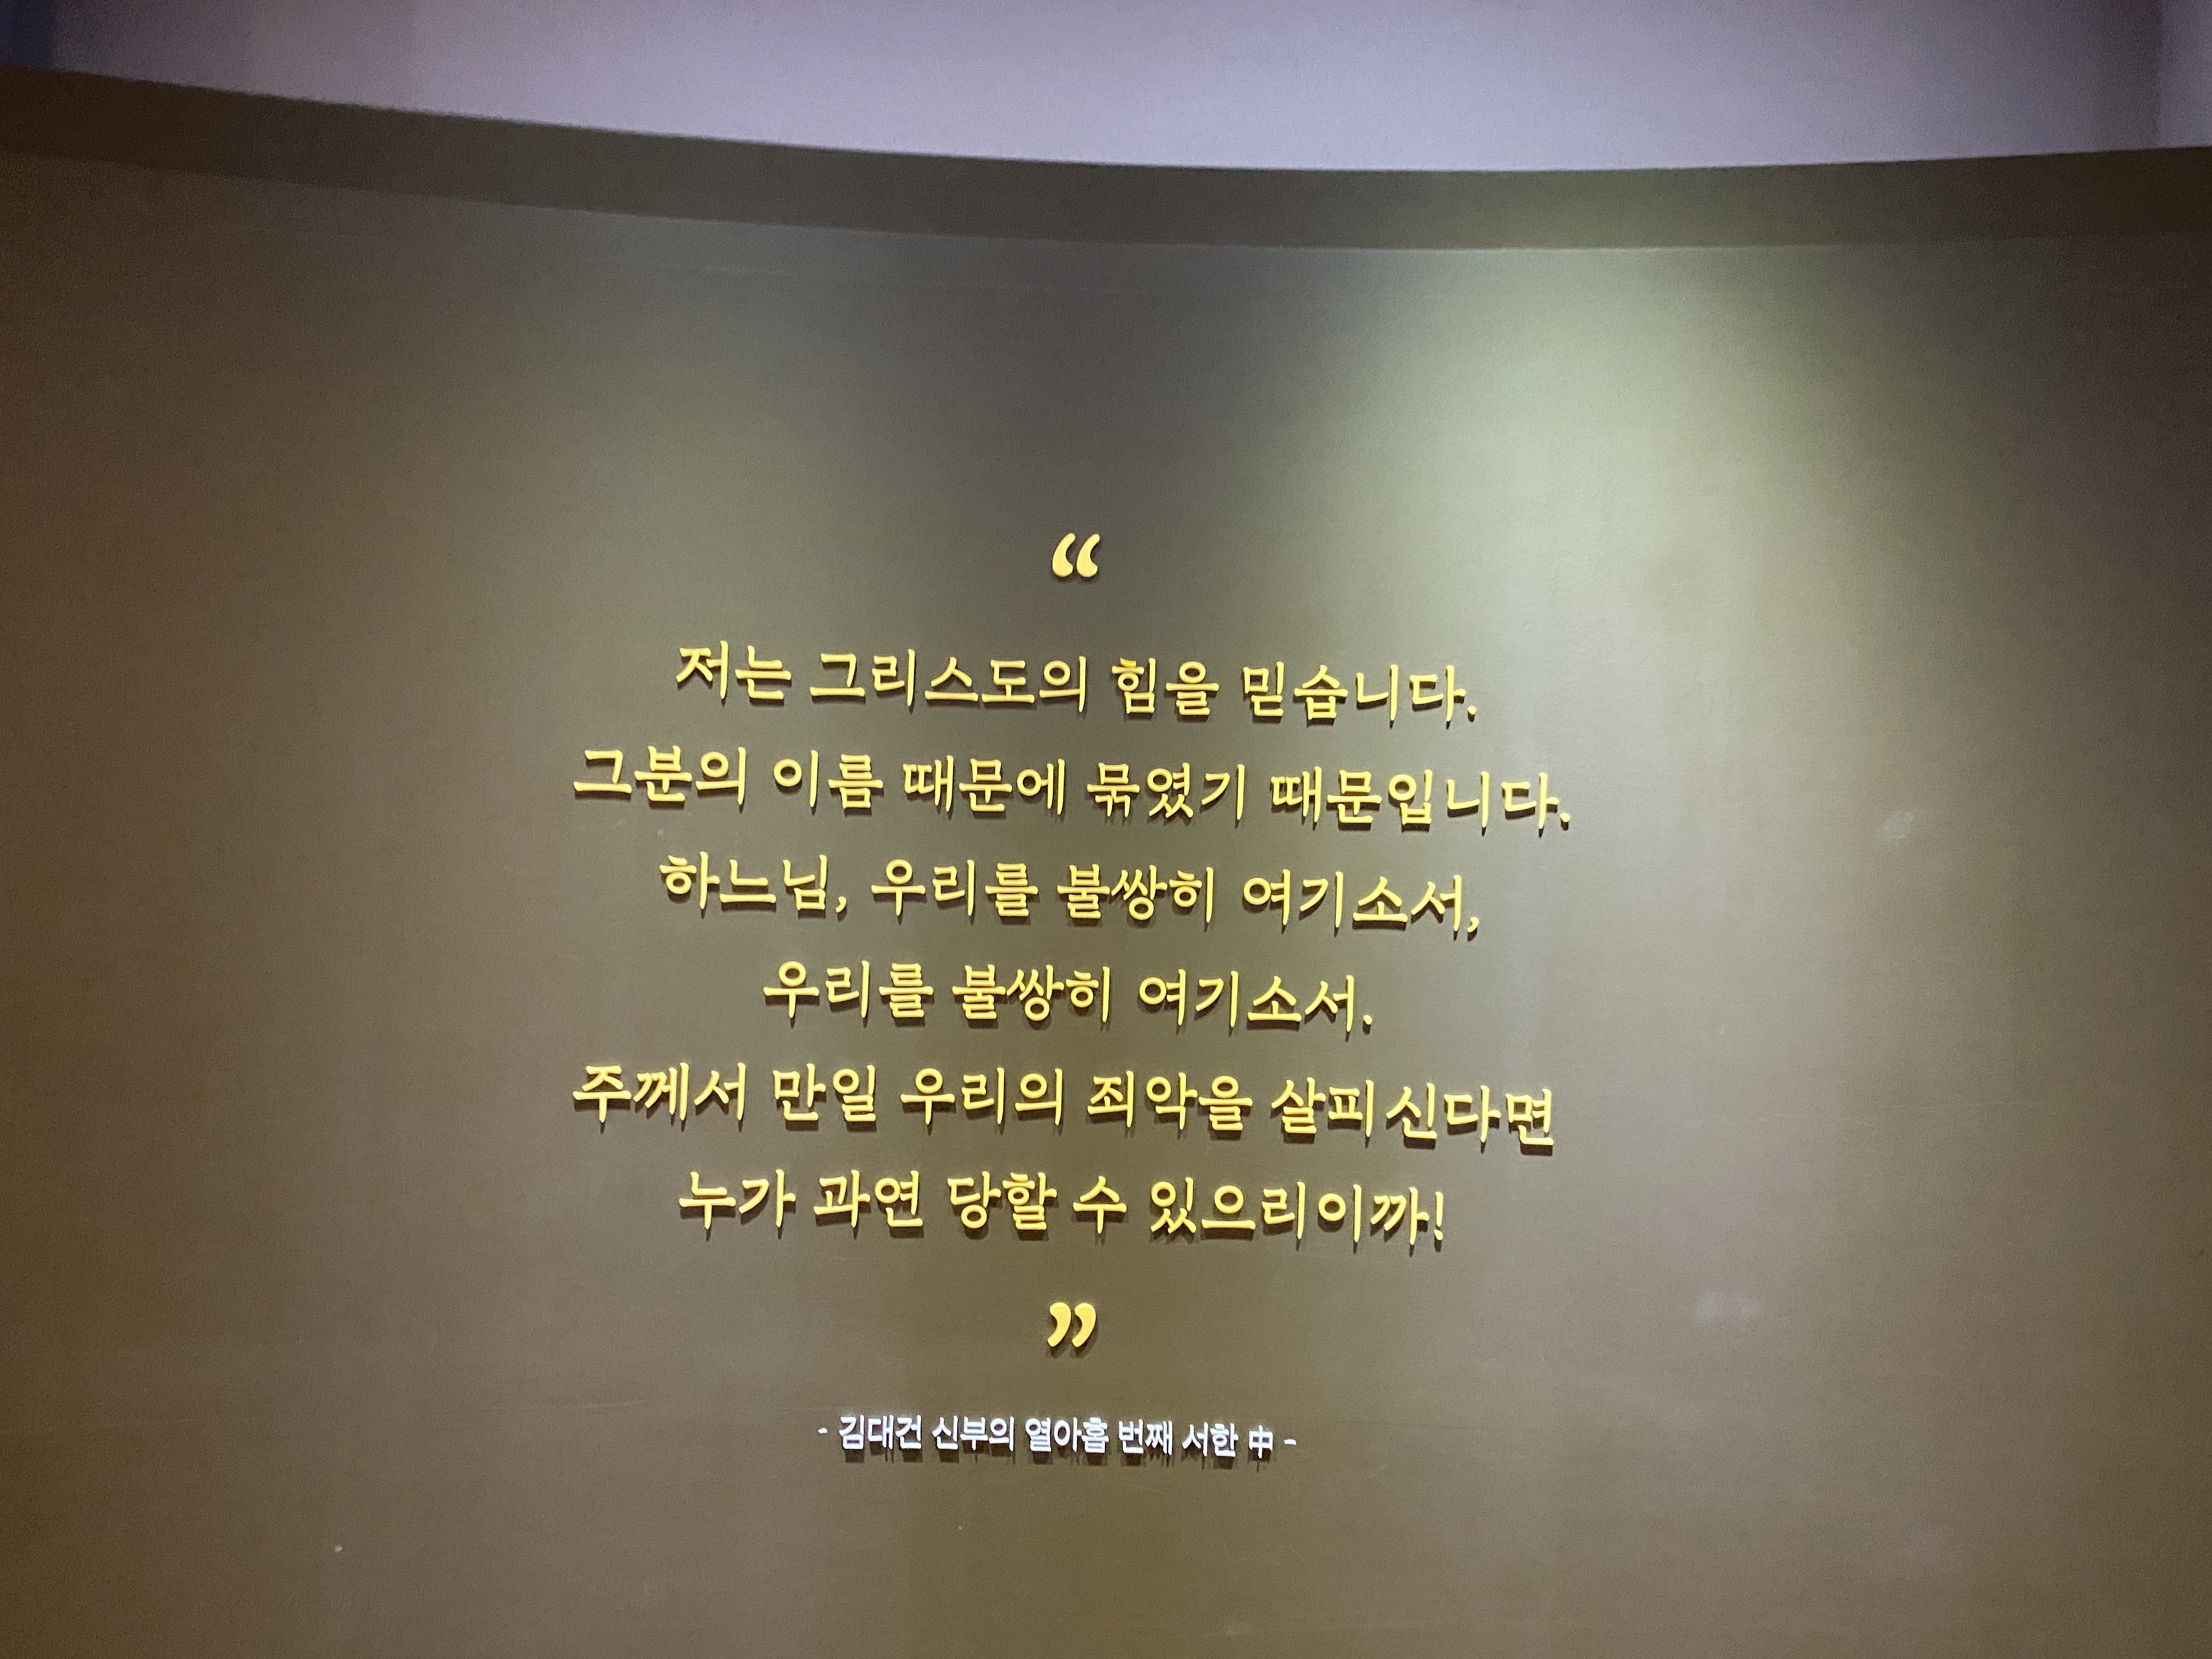 “
저는 그리스도의 힘을 믿습니다.
그분의 이름 때문에 묶였기 때문입니다.
하느님, 우리를 불쌍히 여기소서,
우리를 불쌍히 여기소서.
주께서 만일 우리의 죄악을 살피신다면
누가 과연 당할 수 있으리이까!
”
- 김대건 신부의 열아홉 번째 서한 中 -